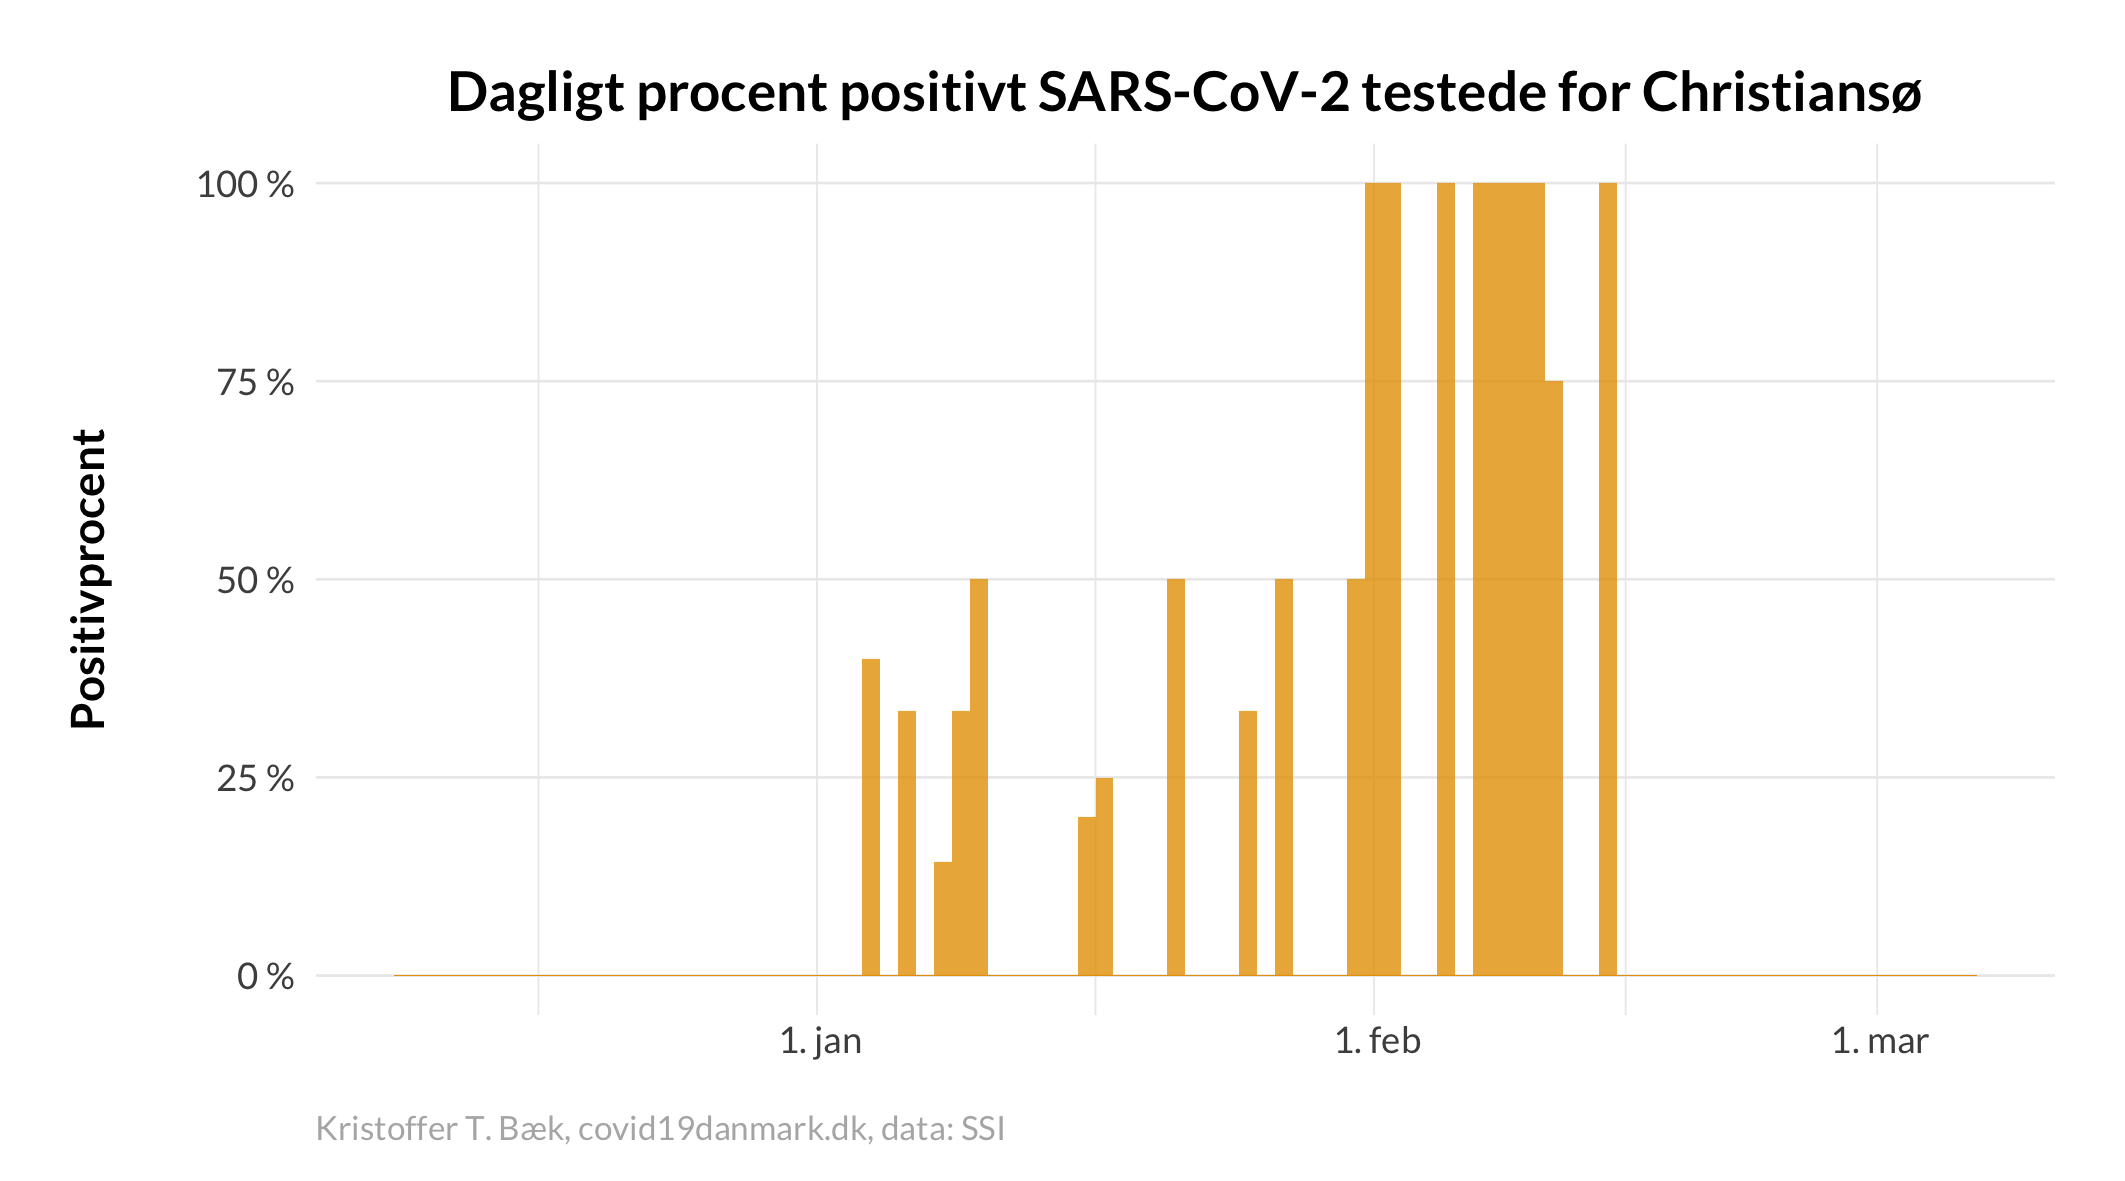 Dagligt procent positivt SARS-CoV-2 testede for Christiansø
Positivprocent
100 %
75 %
50 %
25 %
0 %
1. jan
1. feb
1. mar
Kristoffer T. Bæk, covid19danmark.dk, data: SSI